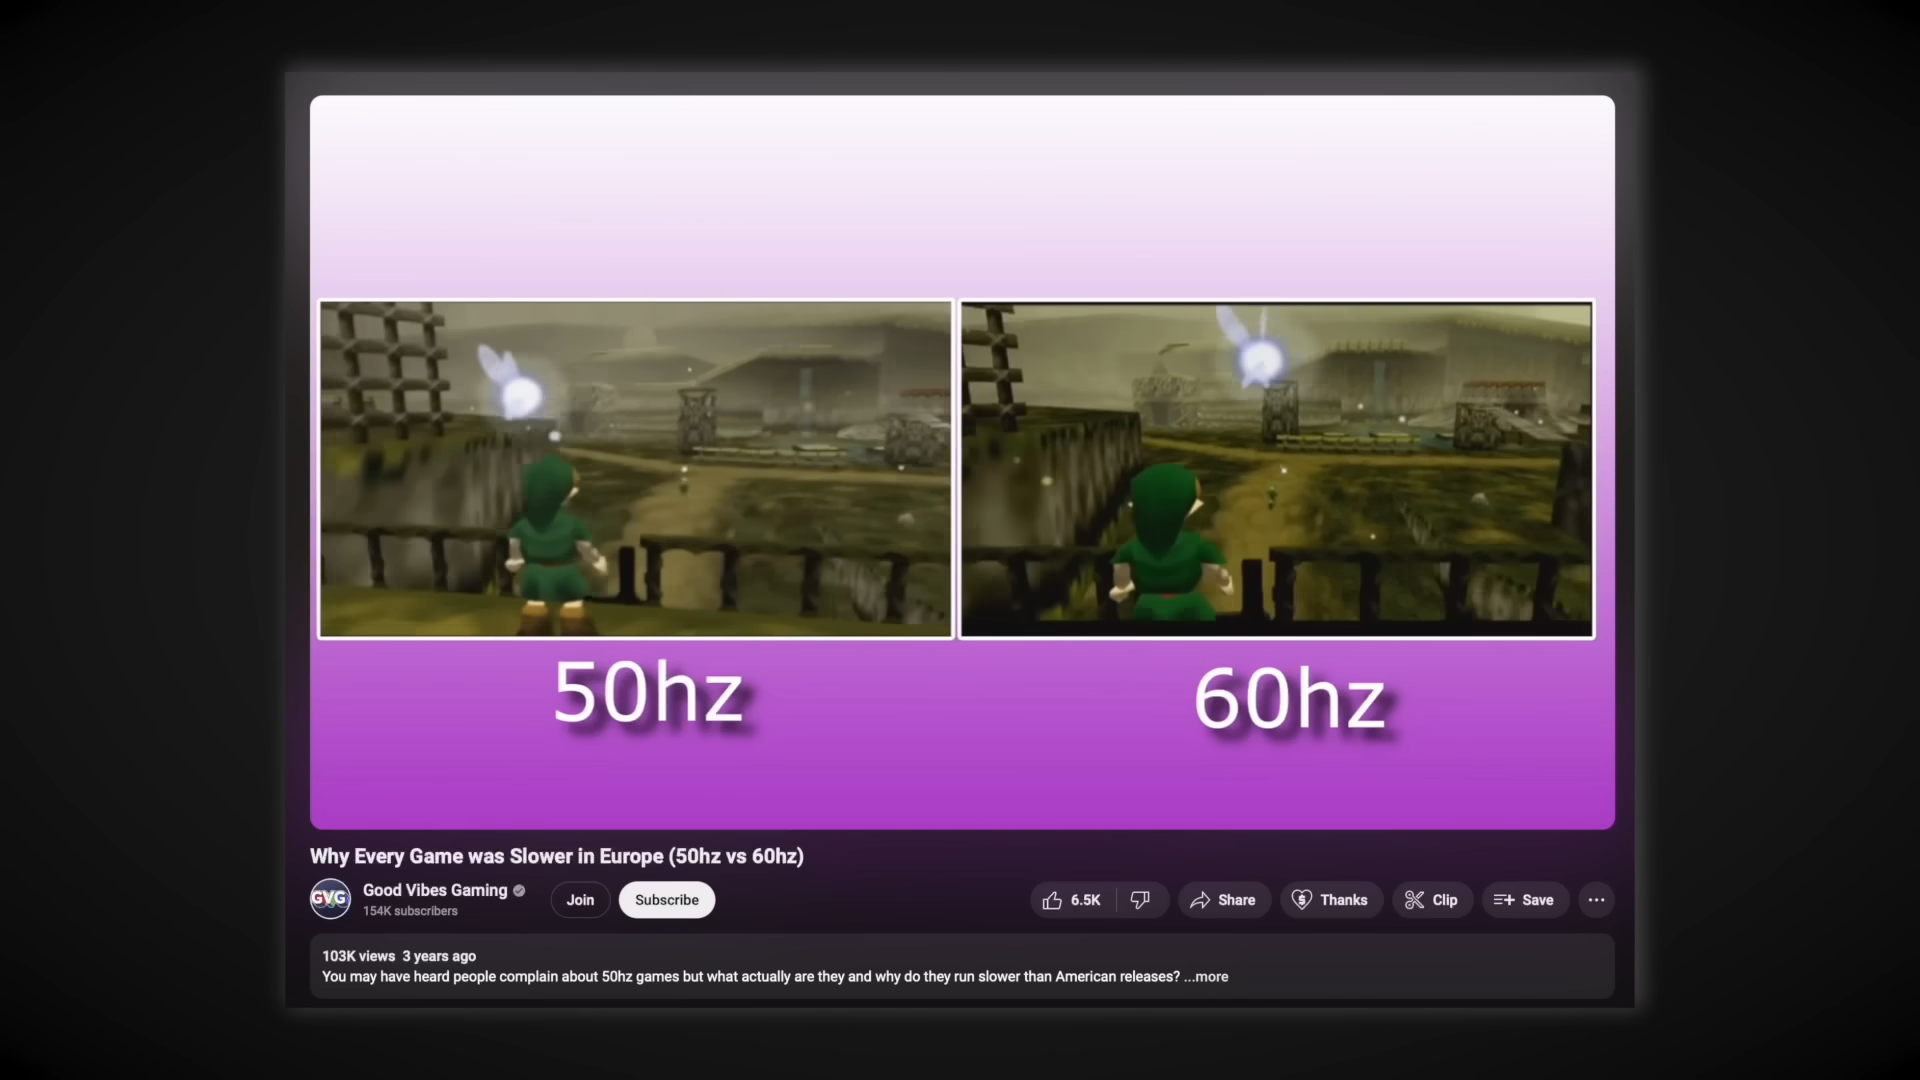 50hz
60hz
Why Every Game was Slower in Europe (50hz vs 60hz)
GVG
Good Vibes Gaming
154K subscribers
Join
Subscribe
6.5K
Share
Thanks
Clip
Save
103K views 3 years ago
You may have heard people complain about 50hz games but what actually are they and why do they run slower than American releases? ...more